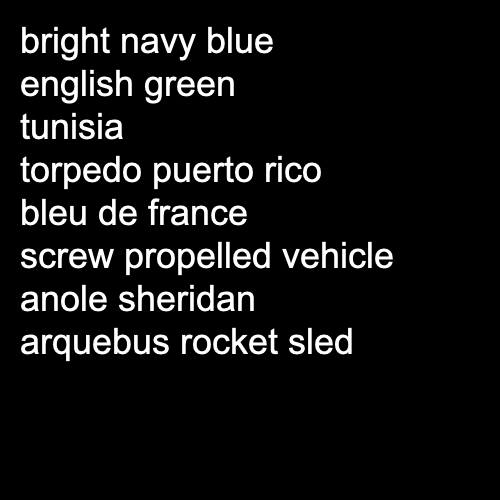 bright navy blue
english green
tunisia
torpedo puerto rico
bleu de france
screw propelled vehicle
anole sheridan
arquebus rocket sled